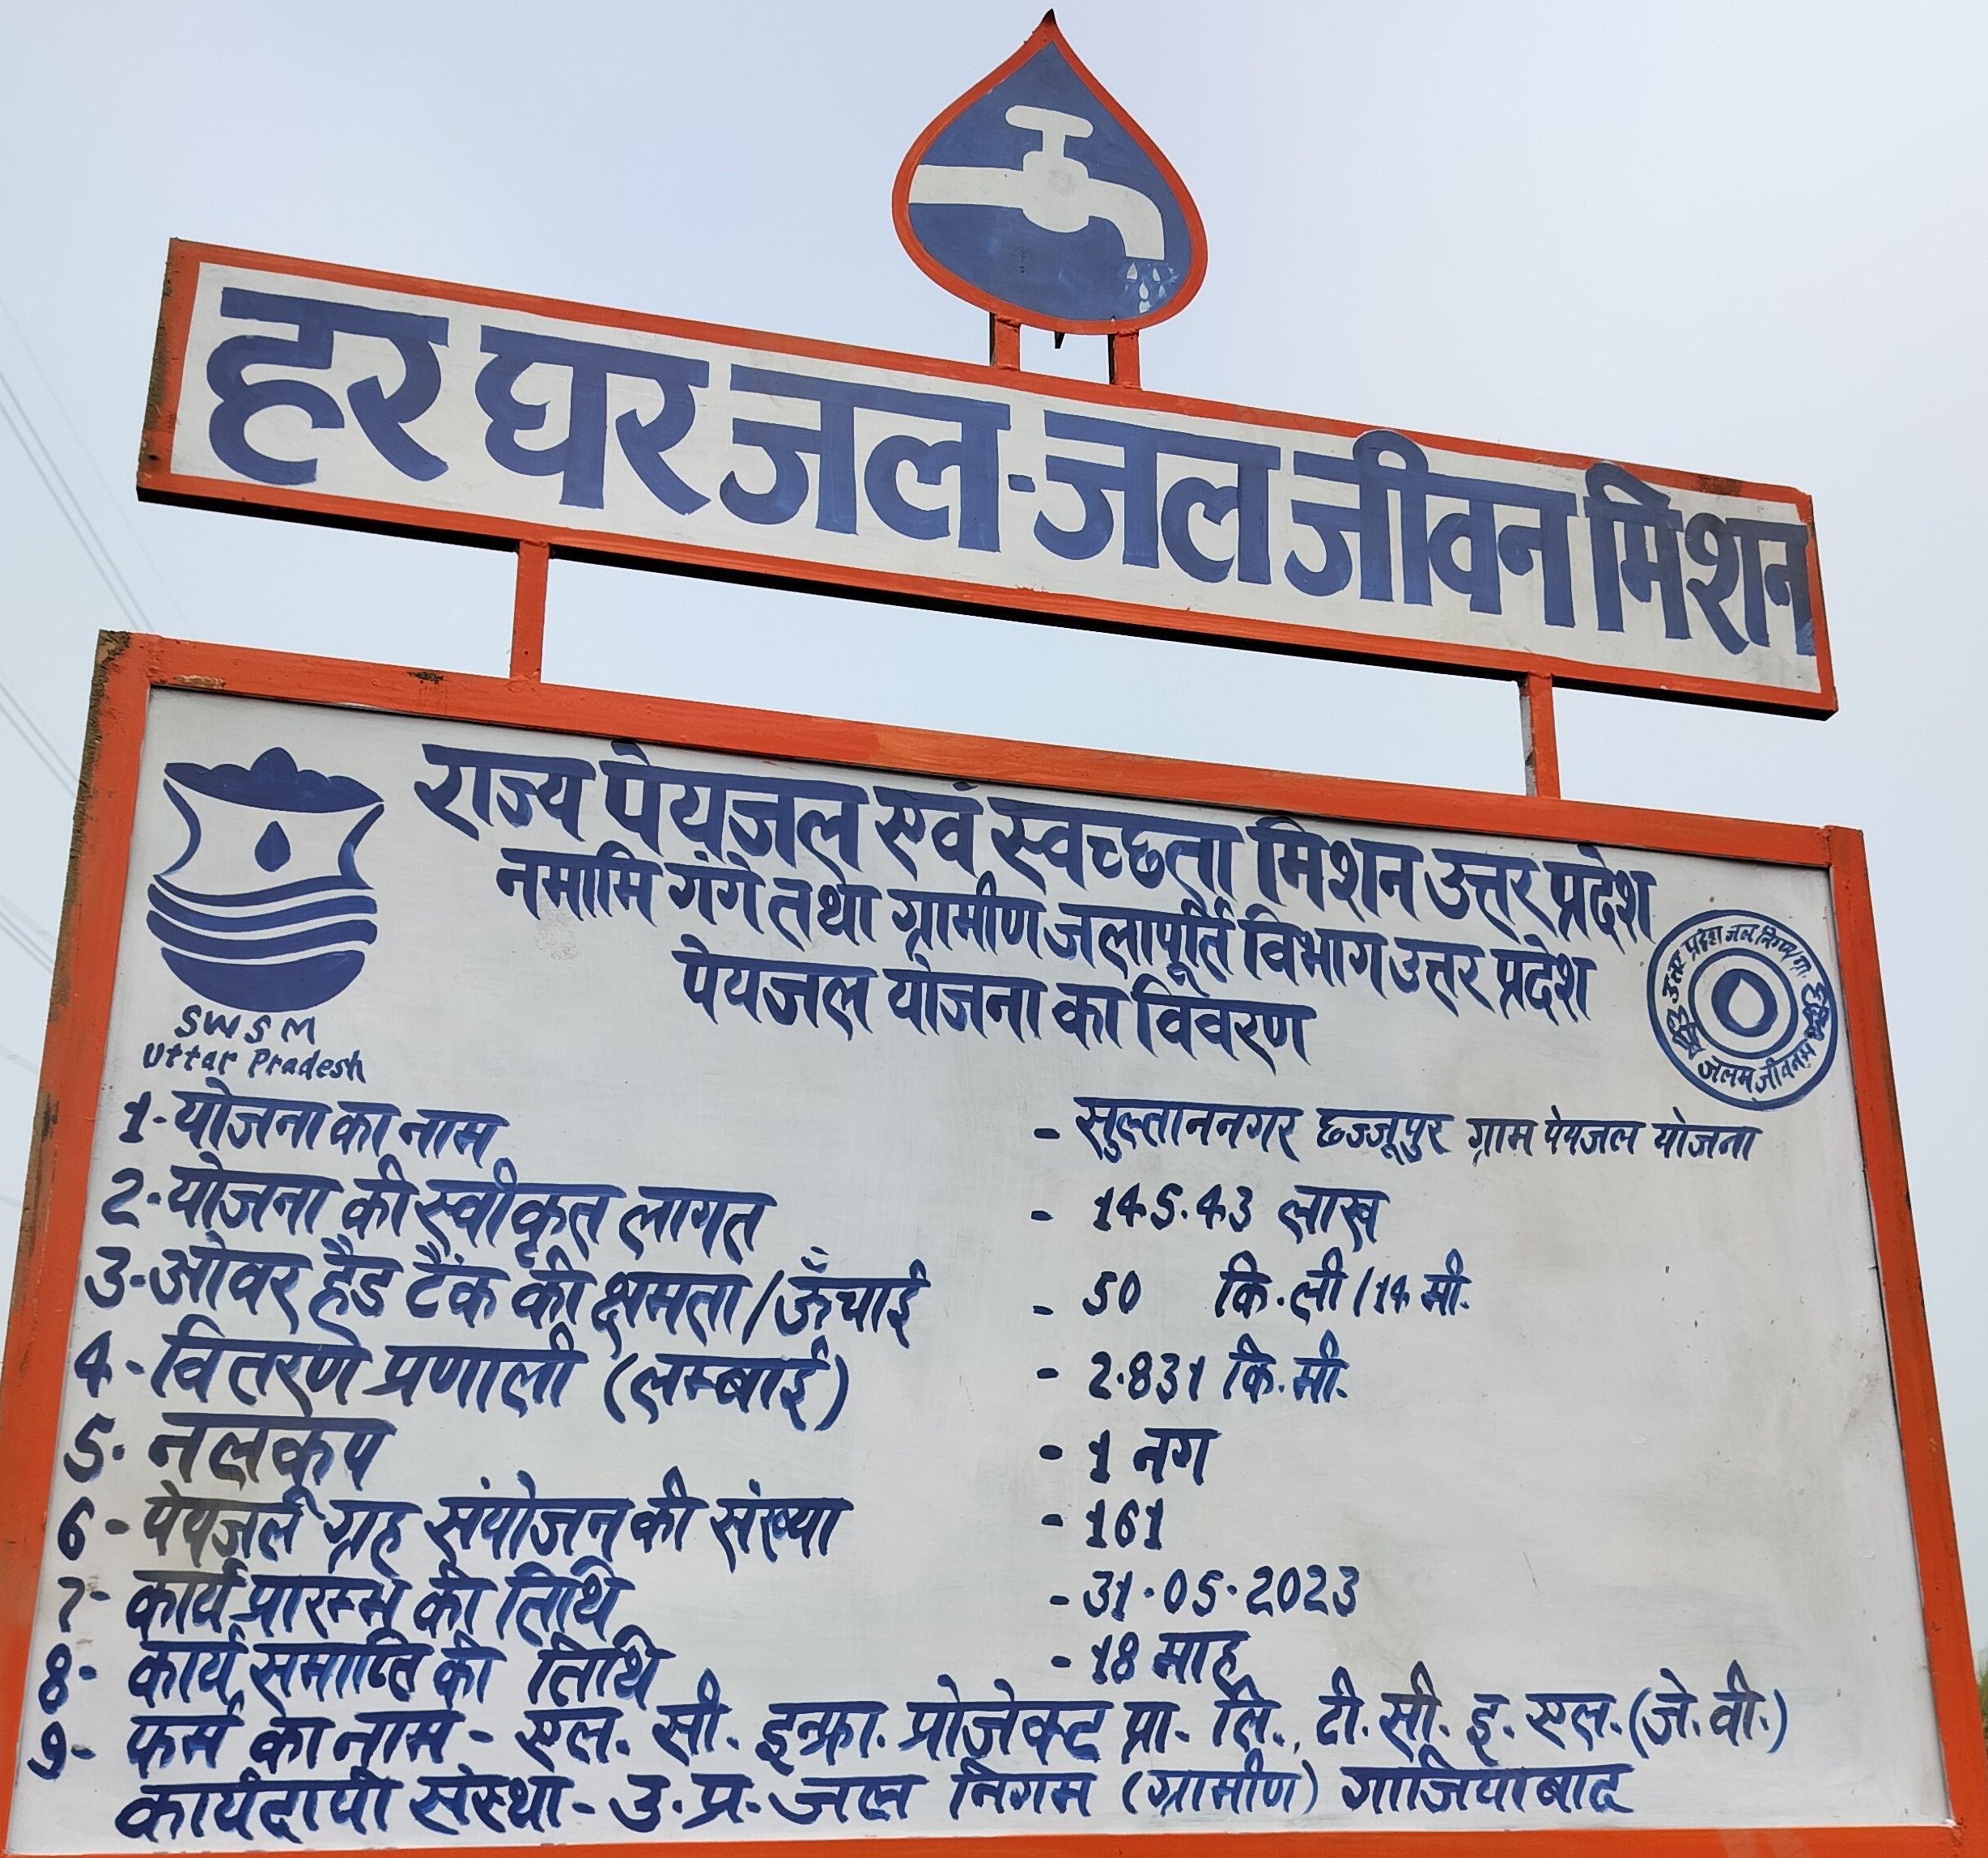 हर घर जल-जल जीवन मिशन
राज्य पेयजल एवं स्वच्छता मिशन उत्तर प्रदेश
नमामि गंगे तथा ग्रामीण जलापूर्ति विभाग उत्तर प्रदेश
पेयजल योजना का विवरण
SWSM
Uttar Pradesh
उत्तर प्रदेश जल निगम
जलम् जीवनम्
1- योजना का नाम - सुल्ताननगर छज्जूपुर ग्राम पेयजल योजना
2- योजना की स्वीकृत लागत - 145.43 लाख
3- ओवर हैड टैंक की क्षमता/ऊँचाई - 50 कि.ली/14 मी.
4- वितरण प्रणाली (लम्बाई) - 2.831 कि.मी.
5. नलकूप - 1 नग
6- पेयजल ग्रह संयोजन की संख्या - 161
7- कार्य प्रारम्भ की तिथि - 31.05.2023
8- कार्य समाप्ति की तिथि - 18 माह
9- फर्म का नाम - एल. सी. इन्फ्रा. प्रोजेक्ट प्रा. लि., टी. सी. इ. एल. (जे. वी.)
कार्यदायी संस्था - उ.प्र. जल निगम (ग्रामीण) गाजियाबाद